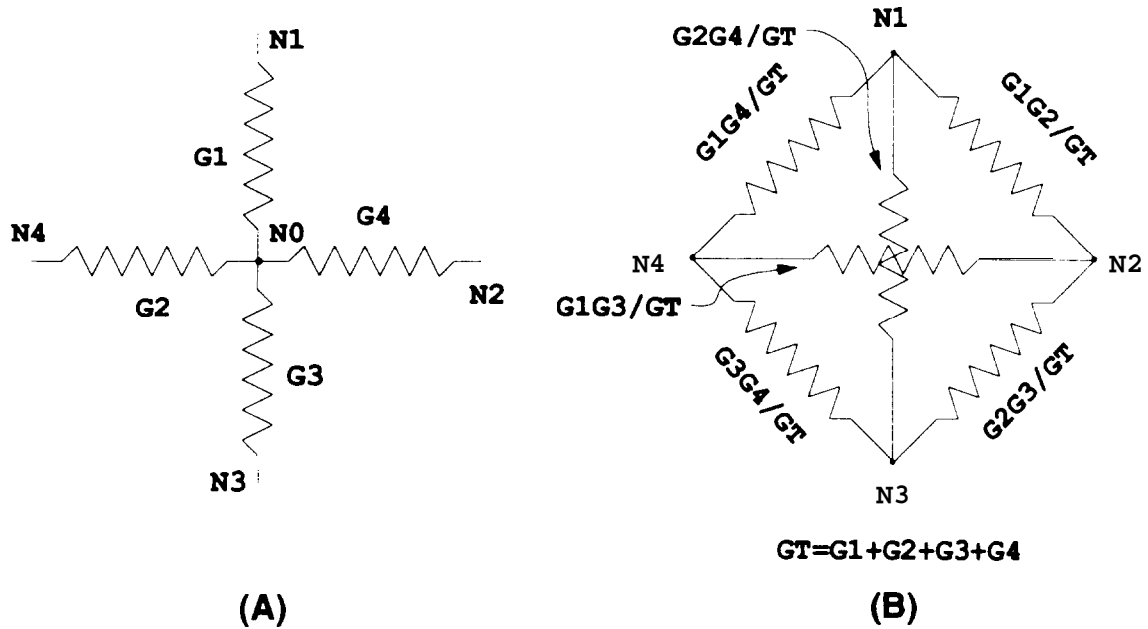 N1
G1
N4
N0
G4
G2
N2
G3
N3
(A)
N1
G2G4/GT
G1G4/GT
G1G2/GT
N4
N2
G1G3/GT
G3G4/GT
G2G3/GT
N3
GT=G1+G2+G3+G4
(B)